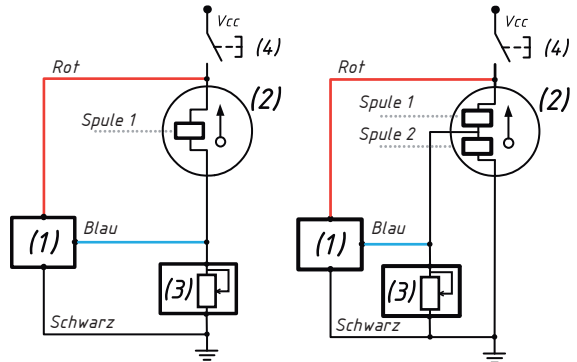 Vcc
(4)
Rot
(2)
Spule 1
Blau
(1)
(3)
Schwarz
Vcc
(4)
Rot
(2)
Spule 1
Spule 2
Blau
(1)
(3)
Schwarz